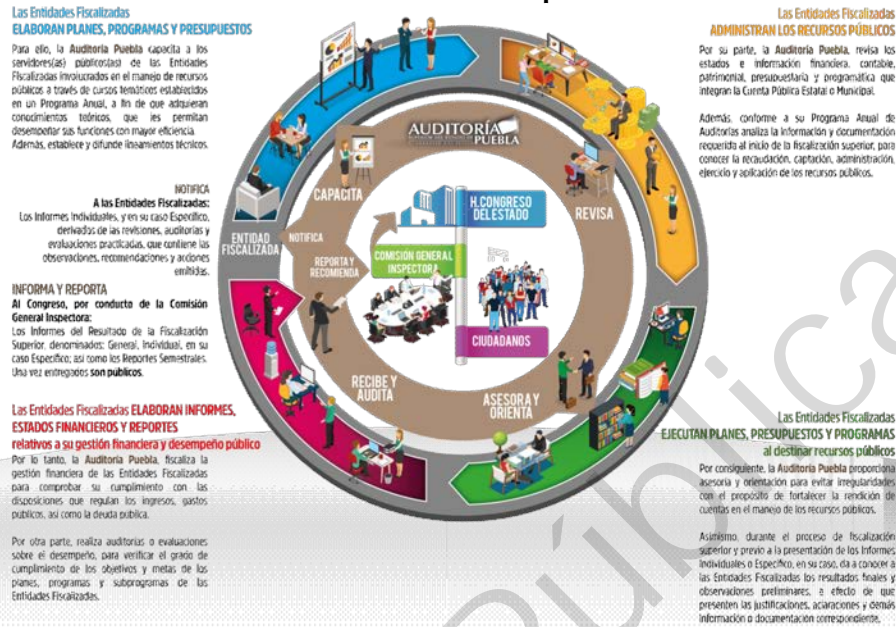 Las Entidades Fiscalizadas
ELABORAN PLANES, PROGRAMAS Y PRESUPUESTOS
Para ello, la Auditoría Puebla capacita a los
servidores(as) públicos(as) de las Entidades
Fiscalizadas involucrados en el manejo de recursos
públicos a través de cursos temáticos establecidos
en un Programa Anual, a fin de que adquieran
conocimientos teóricos, que les permitan
desempeñar sus funciones con mayor eficiencia.
Además, establece y difunde lineamientos técnicos.
NOTIFICA
A las Entidades Fiscalizadas:
Los Informes Individuales, y en su caso Específico,
derivados de las revisiones, auditorías y
evaluaciones practicadas, que contiene las
observaciones, recomendaciones y acciones
emitidas.
INFORMA Y REPORTA
Al Congreso, por conducto de la Comisión
General Inspectora:
Los Informes del Resultado de la Fiscalización
Superior, denominados: General, Individual, en su
caso Específico; así como los Reportes Semestrales.
Una vez entregados son públicos.
Las Entidades Fiscalizadas ELABORAN INFORMES,
ESTADOS FINANCIEROS Y REPORTES
relativos a su gestión financiera y desempeño público
Por lo tanto, la Auditoría Puebla, fiscaliza la
gestión financiera de las Entidades Fiscalizadas
para comprobar su cumplimiento con las
disposiciones que regulan los ingresos, gastos
públicos, así como la deuda pública.
Por otra parte, realiza auditorías o evaluaciones
sobre el desempeño, para verificar el grado de
cumplimiento de los objetivos y metas de los
planes, programas y subprogramas de las
Entidades Fiscalizadas.
AUDITORÍA
PUEBLA
CAPACITA
REVISA
ENTIDAD
FISCALIZADA
NOTIFICA
REPORTA Y
RECOMIENDA
H. CONGRESO
DEL ESTADO
COMISIÓN GENERAL
INSPECTORA
CIUDADANOS
RECIBE Y
AUDITA
ASESORA Y
ORIENTA
Las Entidades Fiscalizadas
ADMINISTRAN LOS RECURSOS PÚBLICOS
Por su parte, la Auditoría Puebla, revisa los
estados e información financiera, contable,
patrimonial, presupuestaria y programática que
integran la Cuenta Pública Estatal o Municipal.
Además, conforme a su Programa Anual de
Auditorías analiza la información y documentación
requerida al inicio de la fiscalización superior, para
conocer la recaudación, captación, administración,
ejercicio y aplicación de los recursos públicos.
Las Entidades Fiscalizadas
EJECUTAN PLANES, PRESUPUESTOS Y PROGRAMAS
al destinar recursos públicos
Por consiguiente, la Auditoría Puebla proporciona
asesoría y orientación para evitar irregularidades
con el propósito de fortalecer la rendición de
cuentas en el manejo de los recursos públicos.
Asimismo, durante el proceso de fiscalización
superior y previo a la presentación de los Informes
Individuales o Específico, en su caso, da a conocer a
las Entidades Fiscalizadas los resultados finales y
observaciones preliminares, a efecto de que
presenten las justificaciones, aclaraciones y demás
información o documentación correspondiente.